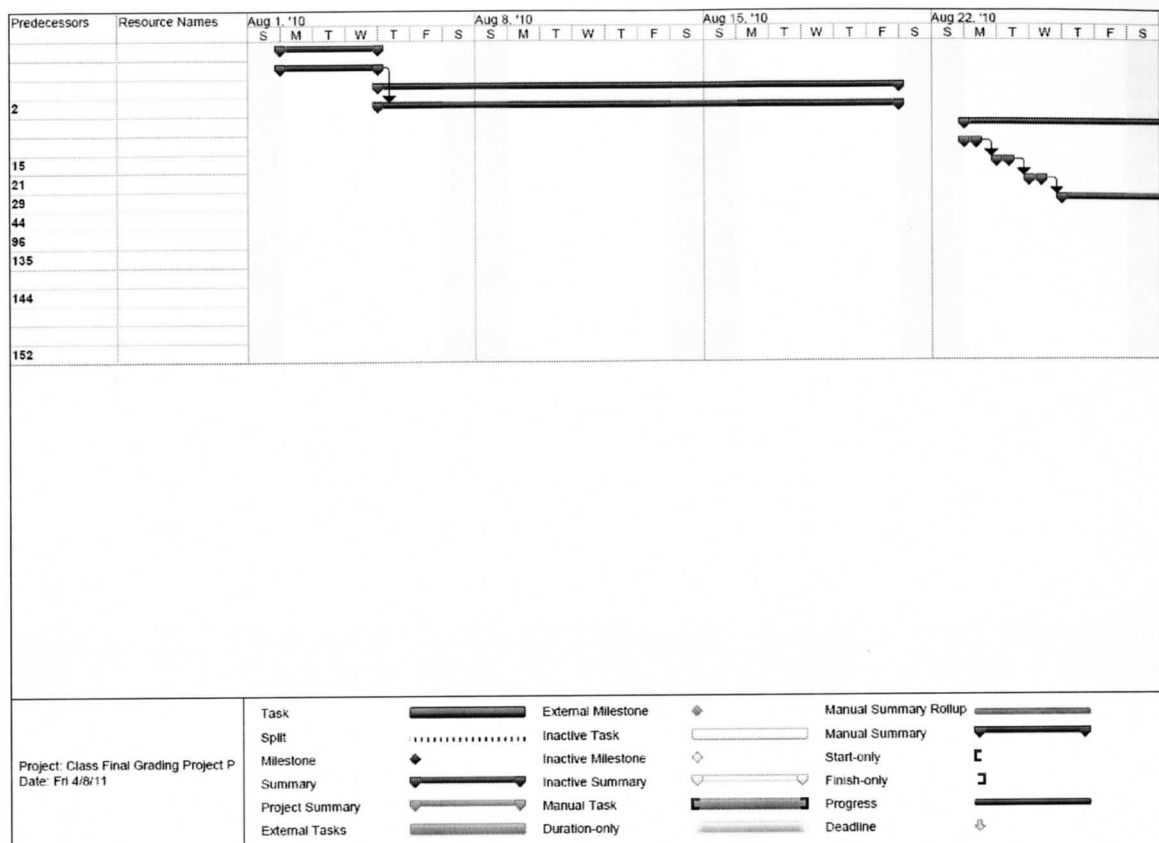 Predecessors Resource Names Aug 1, '10 Aug 8, '10 Aug 15, '10 Aug 22, '10
S M T W T F S S M T W T F S S M T W T F S S M T W T F S
2
15
21
29
44
96
135
144
152
Project: Class Final Grading Project P
Date: Fri 4/8/11
Task External Milestone Manual Summary Rollup
Split Inactive Task Manual Summary
Milestone Inactive Milestone Start-only
Summary Inactive Summary Finish-only
Project Summary Manual Task Progress
External Tasks Duration-only Deadline